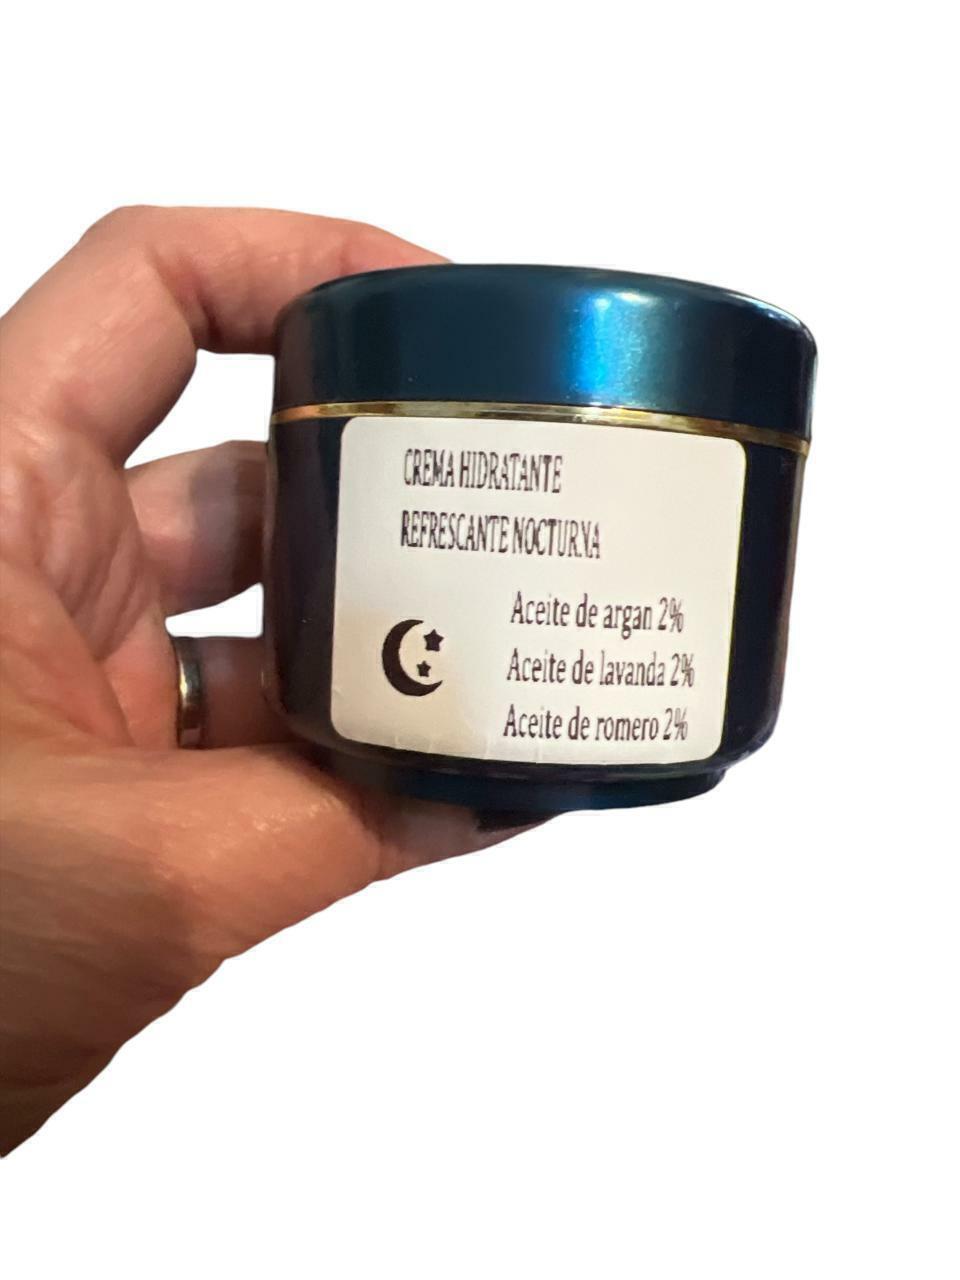 CREMA HIDRATANTE
REFRESCANTE NOCTURNA
Aceite de argan 2%
Aceite de lavanda 2%
Aceite de romero 2%